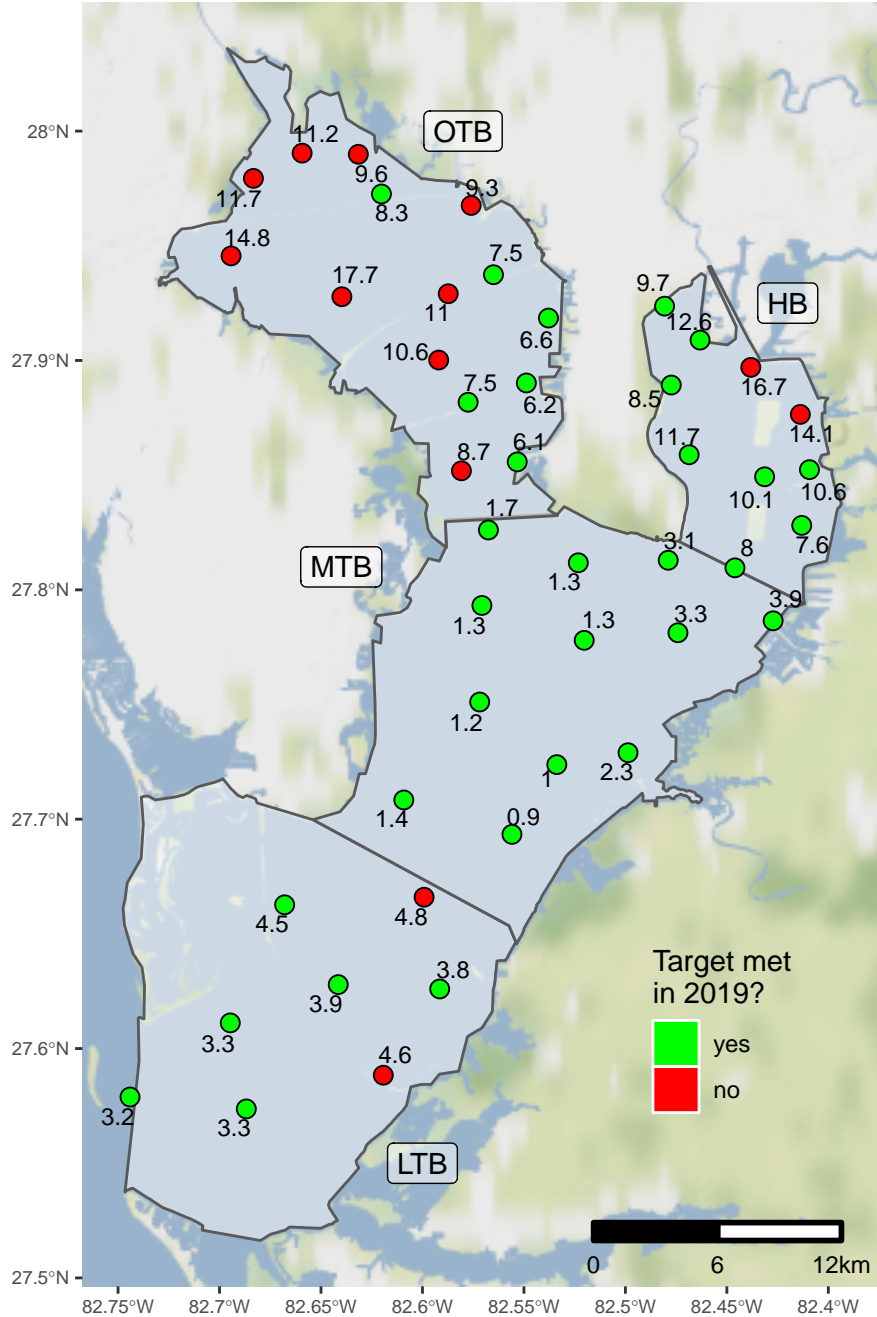 OTB
28°N
11.2
9.6
11.7
8.3
9.3
14.8
7.5
17.7
11
9.7
HB
12.6
6.6
27.9°N
10.6
16.7
7.5
6.2
8.5
14.1
8.7
6.1
11.7
10.1
10.6
1.7
7.6
MTB
3.1
8
1.3
27.8°N
1.3
1.3
3.3
3.9
1.2
1
2.3
1.4
0.9
27.7°N
4.5
4.8
3.8
3.9
Target met
in 2019?
3.3
yes
27.6°N
4.6
no
3.2
3.3
LTB
0 6 12km
27.5°N
82.75°W 82.7°W 82.65°W 82.6°W 82.55°W 82.5°W 82.45°W 82.4°W